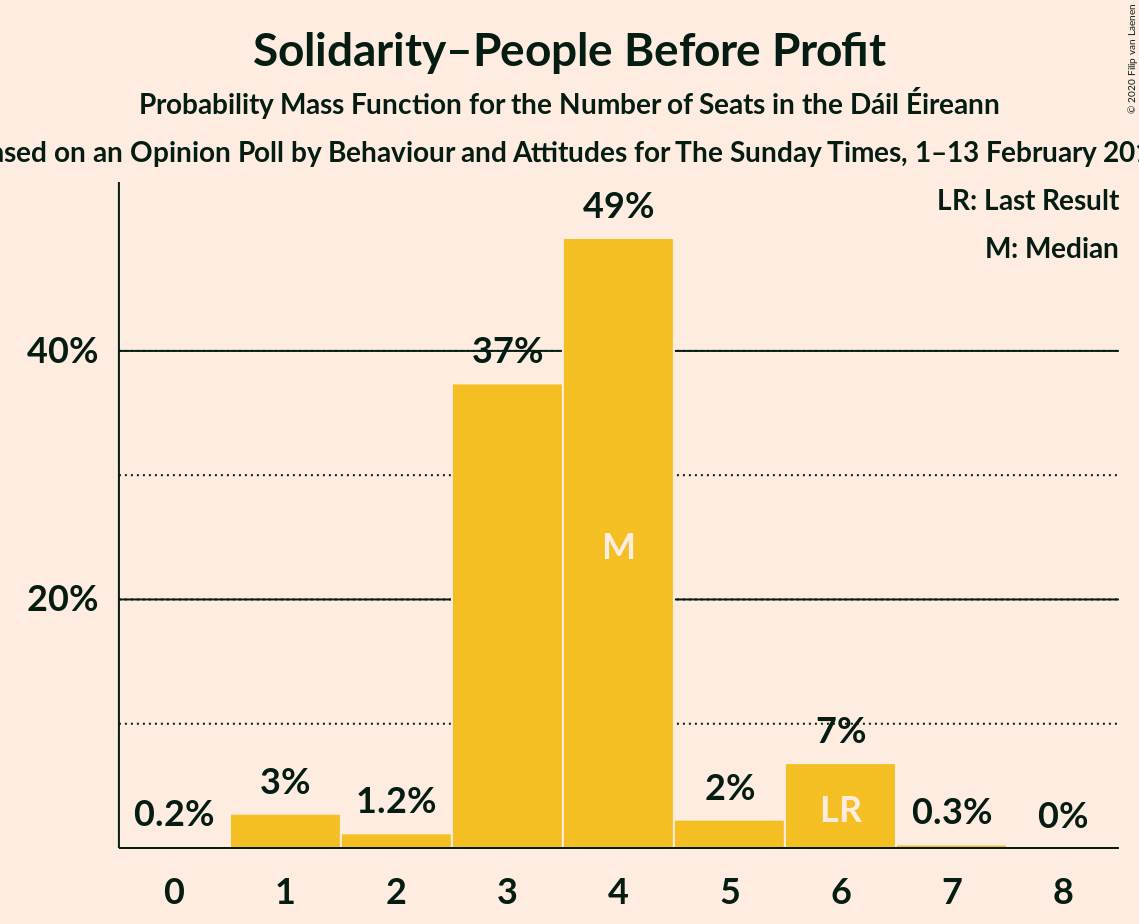 Solidarity–People Before Profit
Probability Mass Function for the Number of Seats in the Dáil Éireann
on an Opinion Poll by Behaviour and Attitudes for The Sunday Times, 1–13 February
© 2020 Filip van Laenen
LR: Last Result
M: Median
49%
40%
37%
M
20%
7%
3%
2%
1.2%
0.2%
LR
0.3%
0%
0 1 2 3 4 5 6 7 8